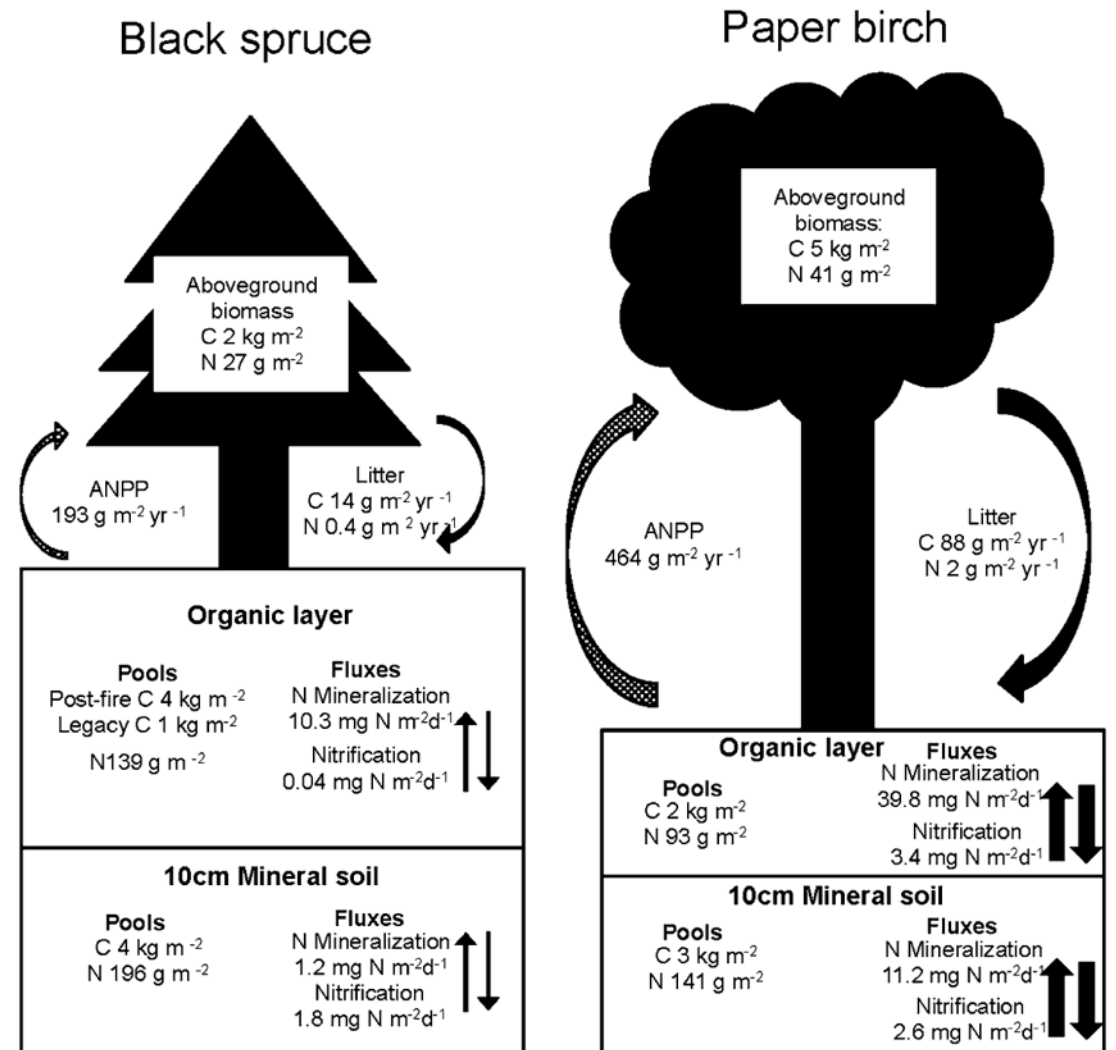 Black spruce
Aboveground
biomass
C 2 kg m⁻²
N 27 g m⁻²
ANPP
193 g m⁻² yr ⁻¹
Litter
C 14 g m⁻² yr ⁻¹
N 0.4 g m ² yr⁻¹
Organic layer
Pools
Post-fire C 4 kg m ⁻²
Legacy C 1 kg m⁻²
N139 g m ⁻²
Fluxes
N Mineralization
10.3 mg N m⁻²d⁻¹
Nitrification
0.04 mg N m⁻²d⁻¹
10cm Mineral soil
Pools
C 4 kg m ⁻²
N 196 g m ⁻²
Fluxes
N Mineralization
1.2 mg N m⁻²d⁻¹
Nitrification
1.8 mg N m⁻²d⁻¹
Paper birch
Aboveground
biomass:
C 5 kg m⁻²
N 41 g m⁻²
ANPP
464 g m⁻² yr ⁻¹
Litter
C 88 g m⁻² yr ⁻¹
N 2 g m⁻² yr ⁻¹
Organic layer
Pools
C 2 kg m⁻²
N 93 g m⁻²
Fluxes
N Mineralization
39.8 mg N m⁻²d⁻¹
Nitrification
3.4 mg N m⁻²d⁻¹
10cm Mineral soil
Pools
C 3 kg m⁻²
N 141 g m⁻²
Fluxes
N Mineralization
11.2 mg N m⁻²d⁻¹
Nitrification
2.6 mg N m⁻²d⁻¹